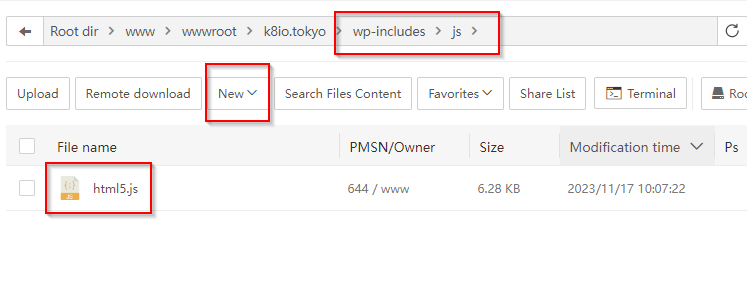 Root dir > www > wwwroot > k8io.tokyo > wp-includes > js >
Upload Remote download New Search Files Content Favorites Share List Terminal Roo
File name PMSN/Owner Size Modification time Ps
html5.js 644 / www 6.28 KB 2023/11/17 10:07:22